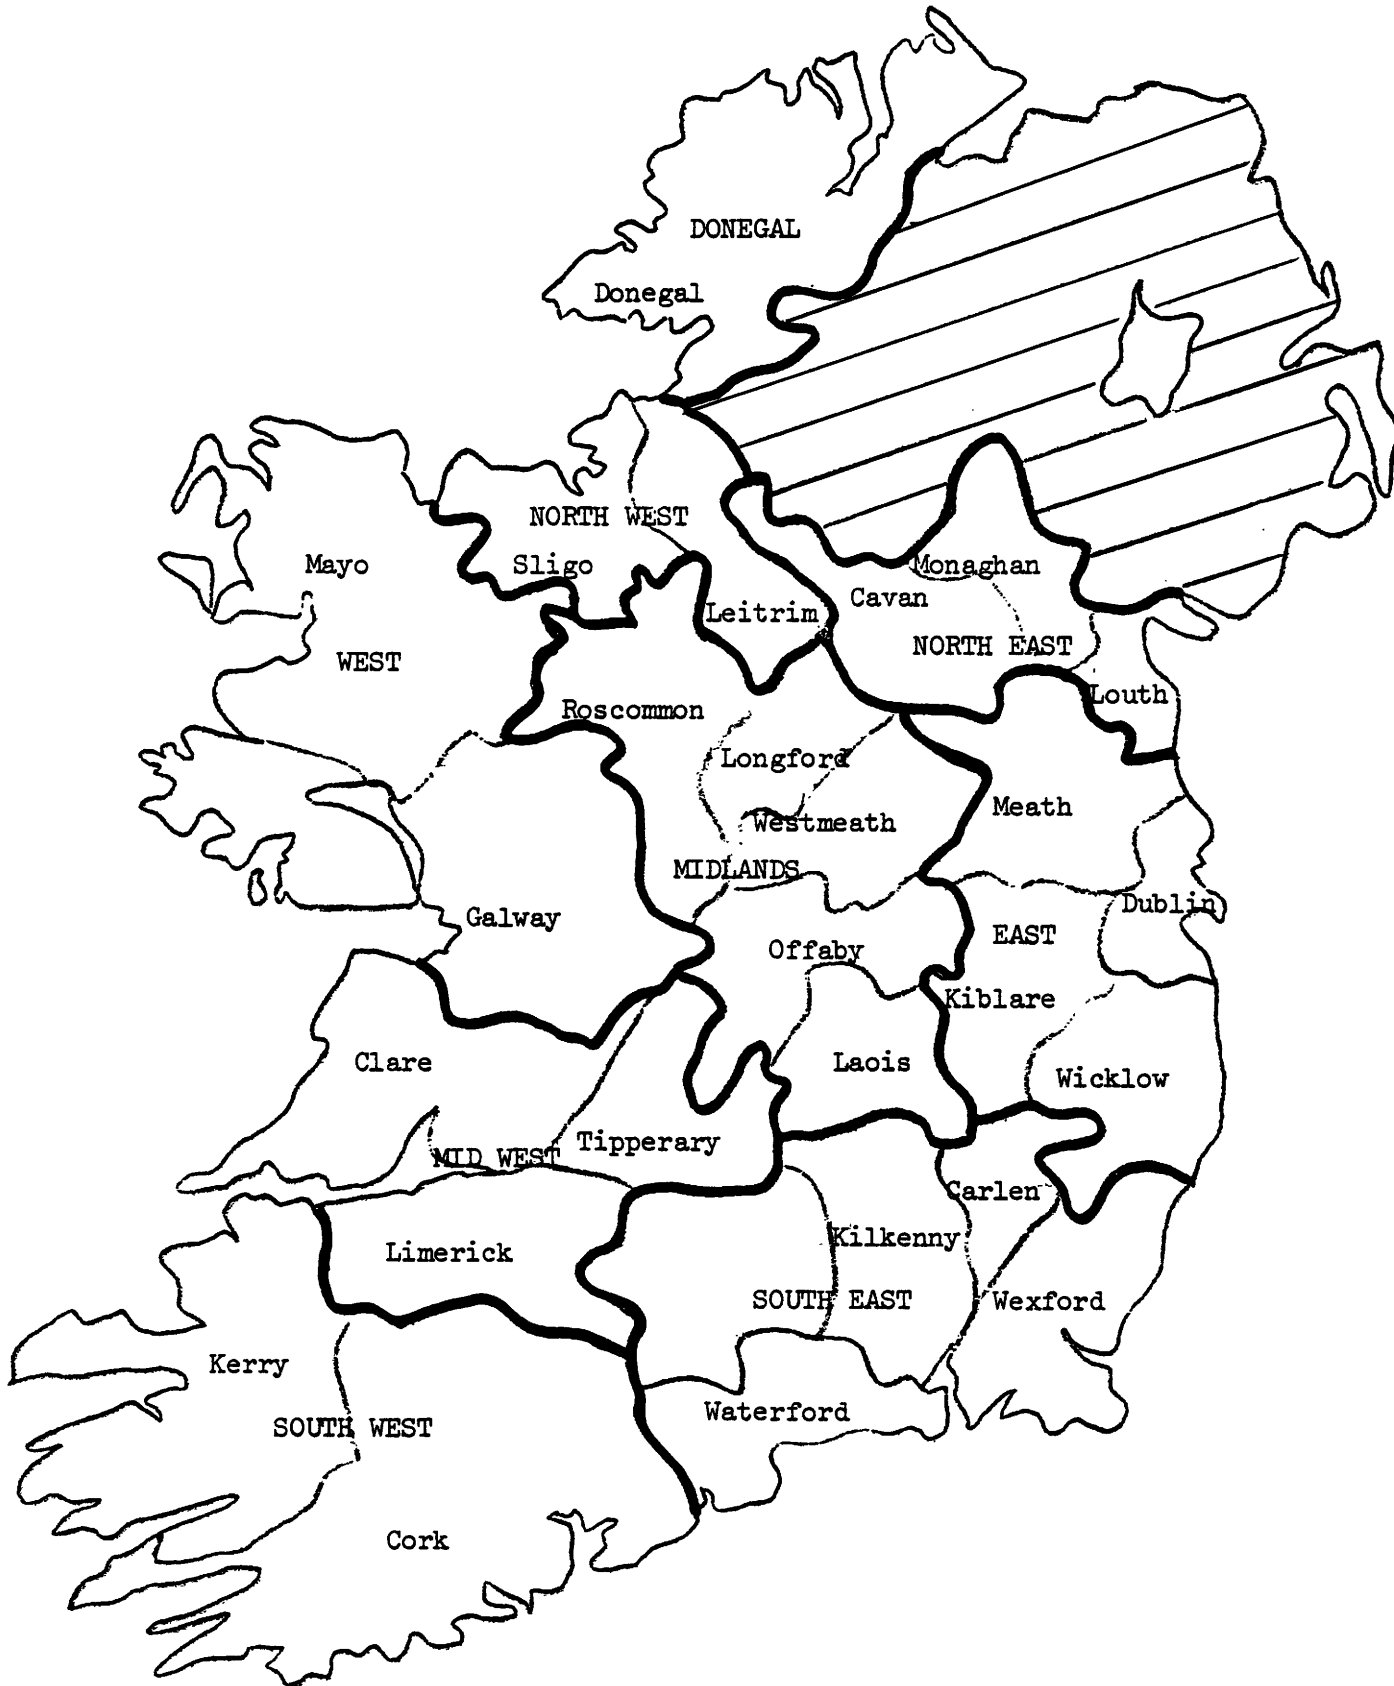 DONEGAL
Donegal
NORTH WEST
Mayo
Sligo
Monaghan
Cavan
Leitrim
NORTH EAST
WEST
Louth
Roscommon
Longford
Meath
Westmeath
MIDLANDS
Dublin
Galway
EAST
Offaby
Kiblare
Clare
Laois
Wicklow
Tipperary
MID WEST
Carlen
Kilkenny
Limerick
SOUTH EAST
Wexford
Kerry
Waterford
SOUTH WEST
Cork